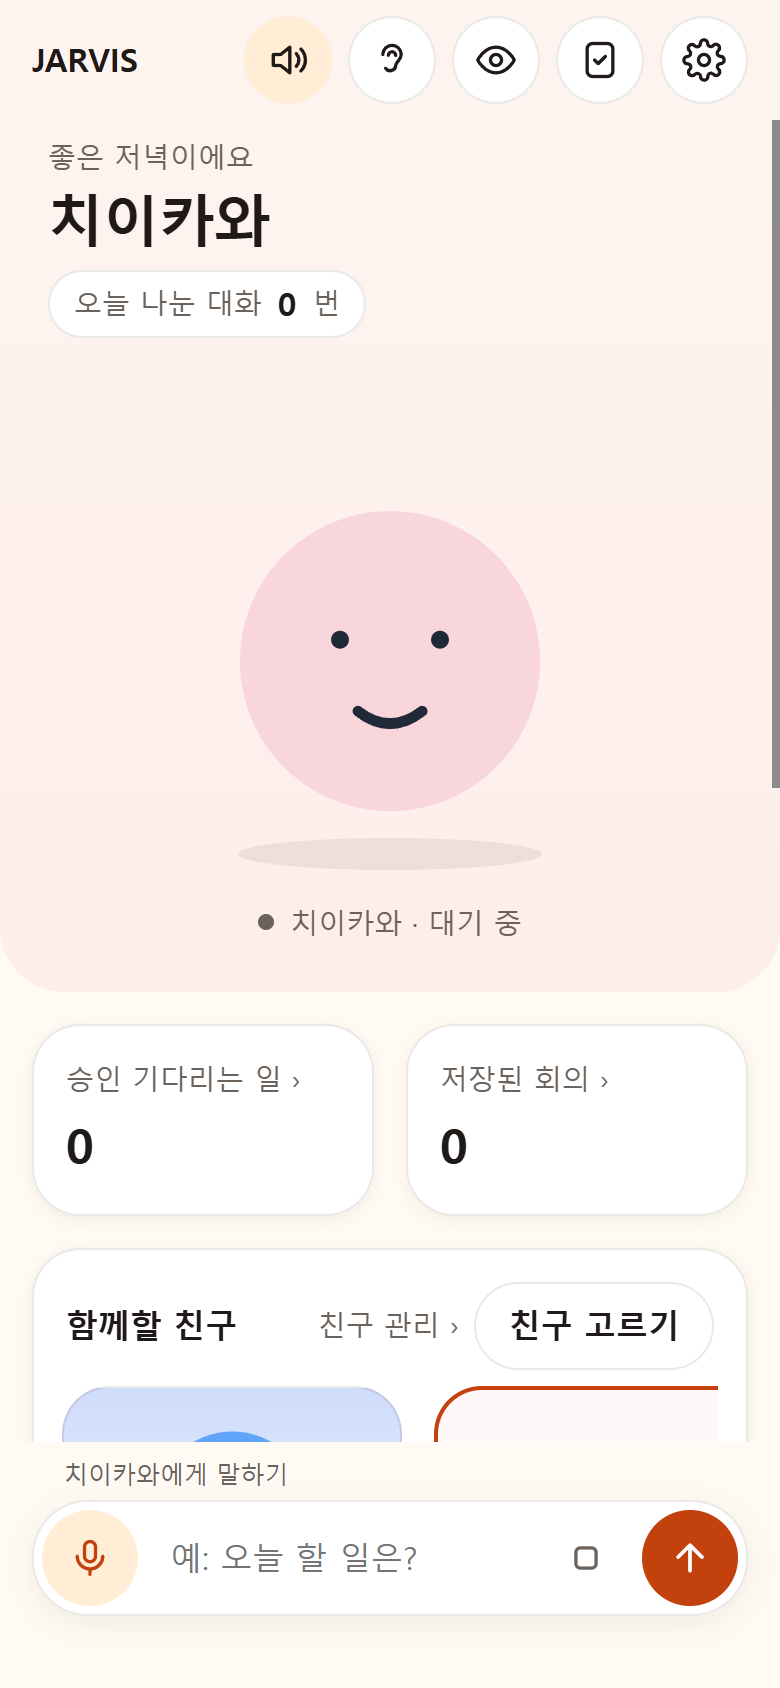 JARVIS
좋은 저녁이에요
치이카와
오늘 나눈 대화 0 번
치이카와 · 대기 중
승인 기다리는 일 ›
0
저장된 회의 ›
0
함께할 친구
친구 관리 ›
친구 고르기
치이카와에게 말하기
예: 오늘 할 일은?